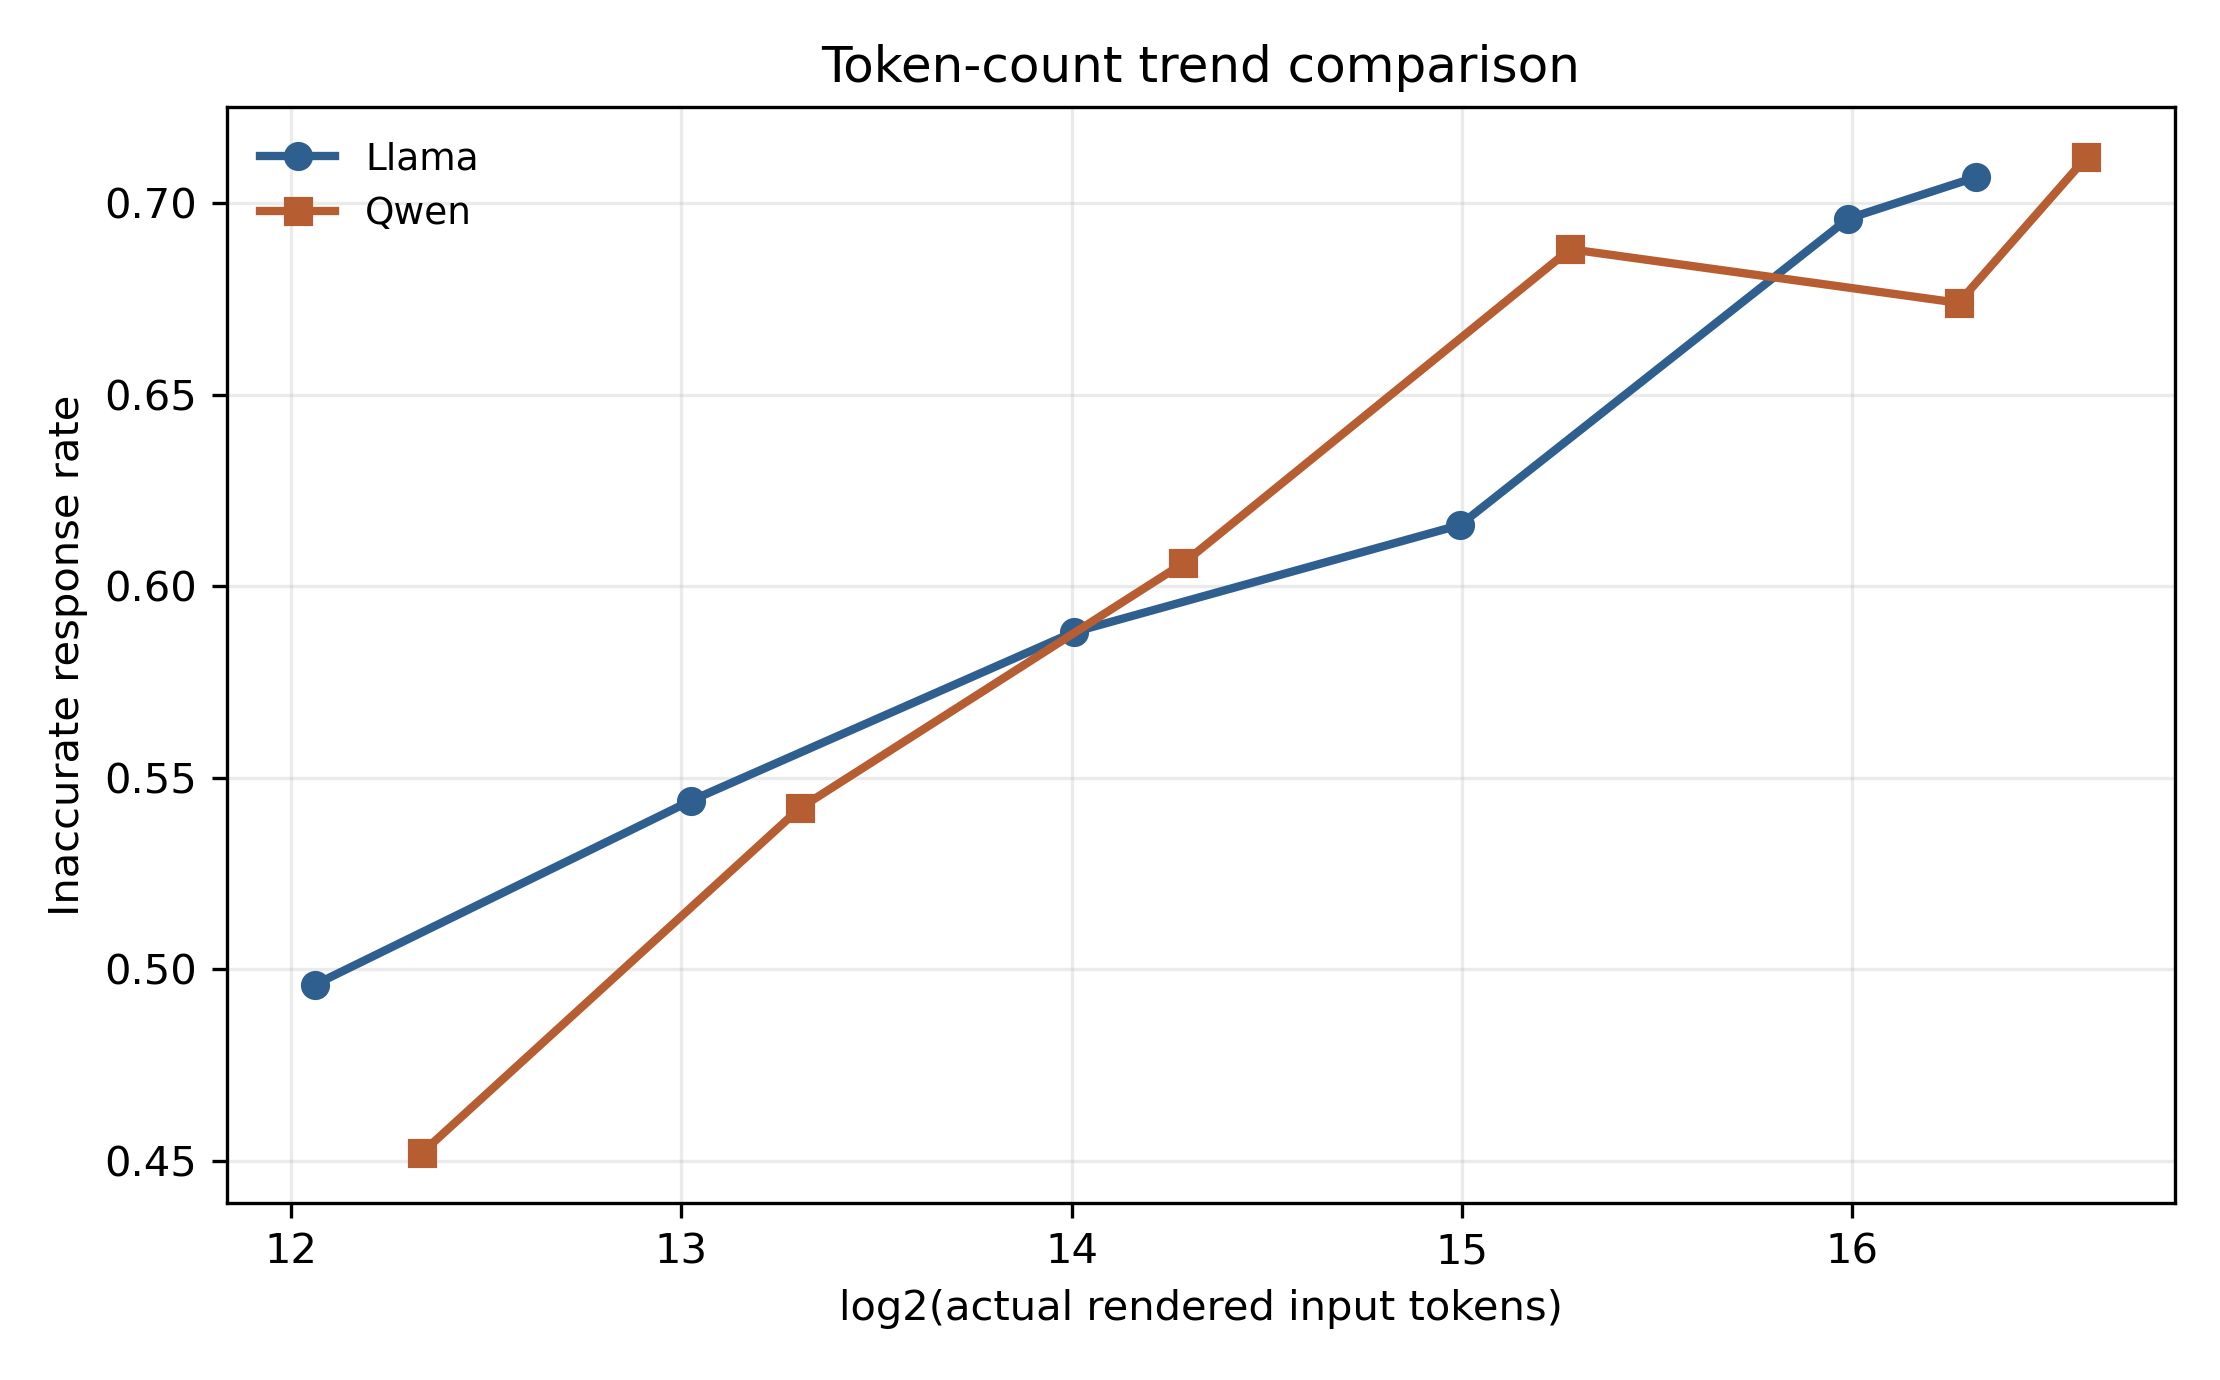 Token-count trend comparison
Llama
Qwen
0.70
0.65
0.60
0.55
0.50
0.45
Inaccurate response rate
12 13 14 15 16
log2(actual rendered input tokens)